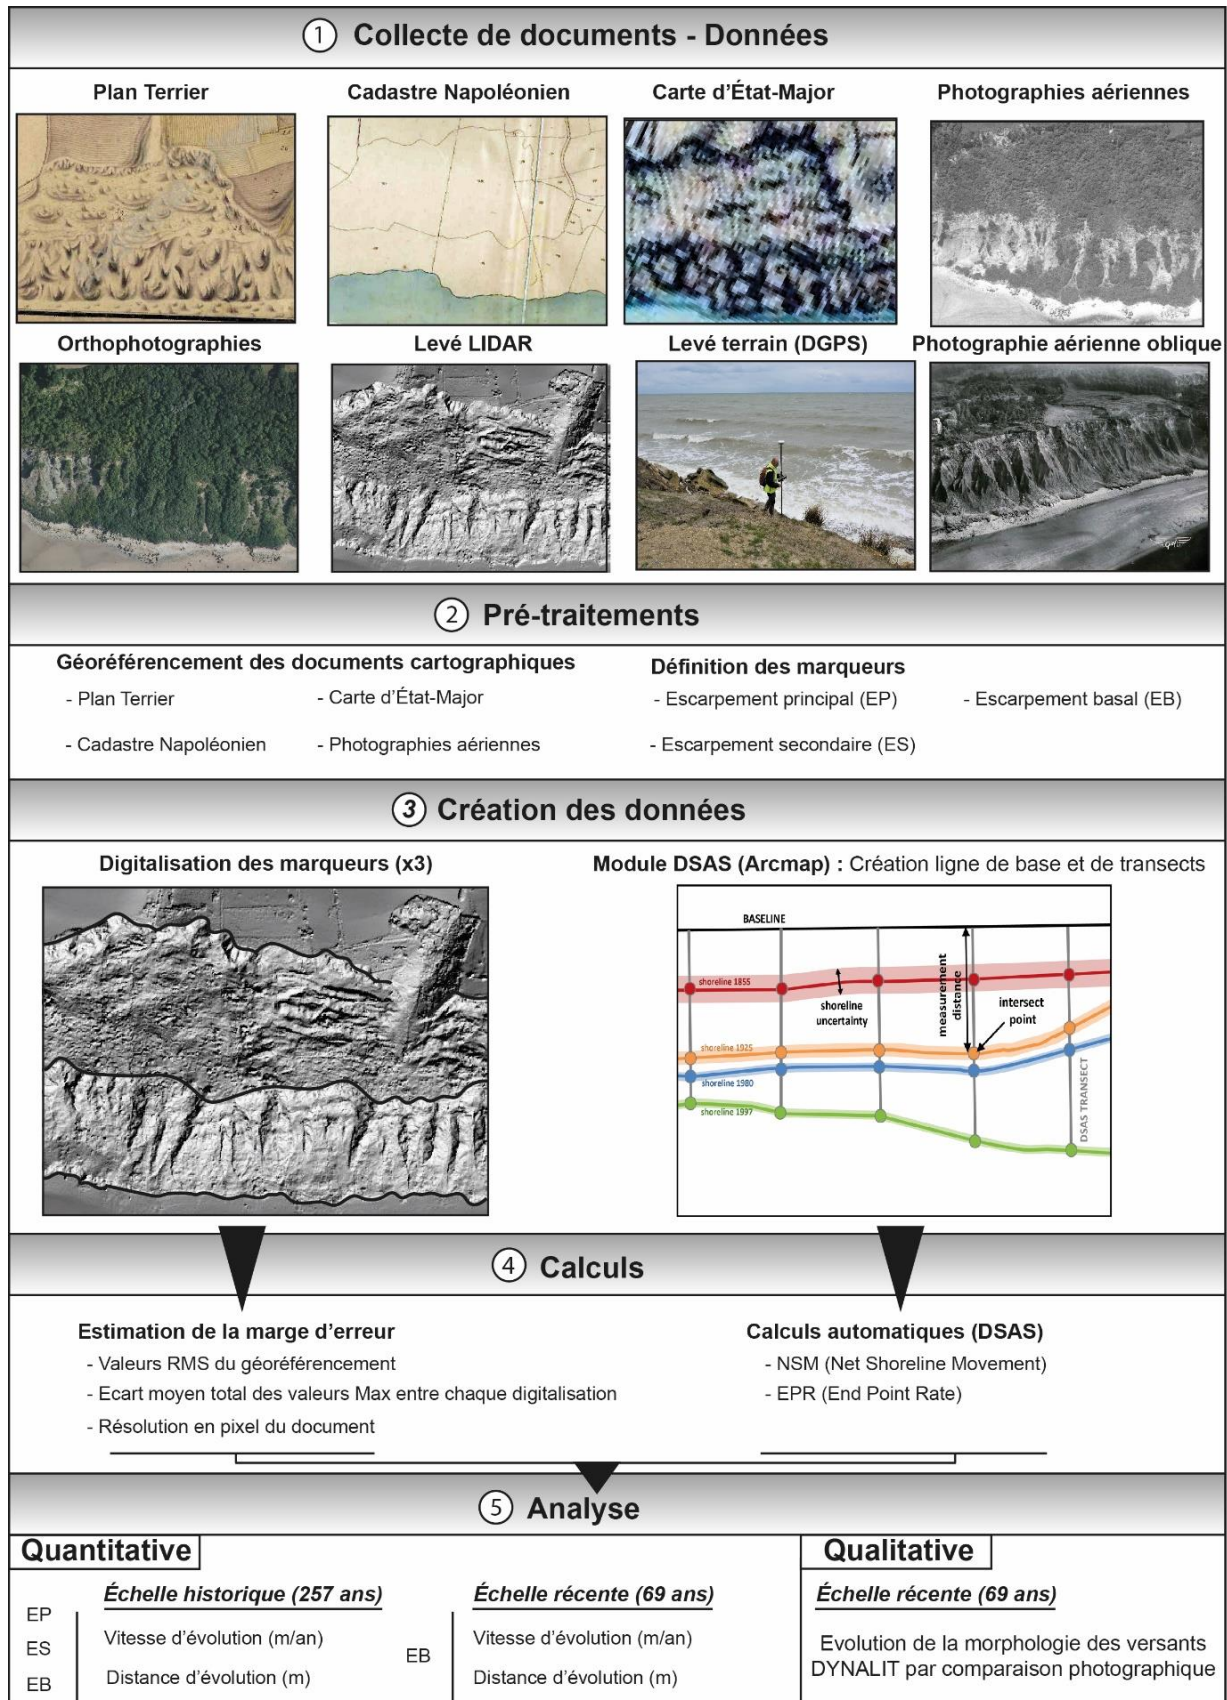 1 Collecte de documents - Données
Plan Terrier
Cadastre Napoléonien
Carte d'État-Major
Photographies aériennes
Orthophotographies
Levé LIDAR
Levé terrain (DGPS)
Photographie aérienne oblique
2 Pré-traitements
Géoréférencement des documents cartographiques
- Plan Terrier
- Carte d'État-Major
- Cadastre Napoléonien
- Photographies aériennes
Définition des marqueurs
- Escarpement principal (EP)
- Escarpement basal (EB)
- Escarpement secondaire (ES)
3 Création des données
Digitalisation des marqueurs (x3)
Module DSAS (Arcmap) : Création ligne de base et de transects
BASELINE
shoreline 1855
shoreline
uncertainty
measurement
distance
intersect
point
shoreline 1925
shoreline 1980
shoreline 1997
DSAS TRANSECT
4 Calculs
Estimation de la marge d'erreur
- Valeurs RMS du géoréférencement
- Ecart moyen total des valeurs Max entre chaque digitalisation
- Résolution en pixel du document
Calculs automatiques (DSAS)
- NSM (Net Shoreline Movement)
- EPR (End Point Rate)
5 Analyse
Quantitative
Échelle historique (257 ans)
EP
ES
EB
Vitesse d'évolution (m/an)
Distance d'évolution (m)
Échelle récente (69 ans)
EB
Vitesse d'évolution (m/an)
Distance d'évolution (m)
Qualitative
Échelle récente (69 ans)
Evolution de la morphologie des versants
DYNALIT par comparaison photographique